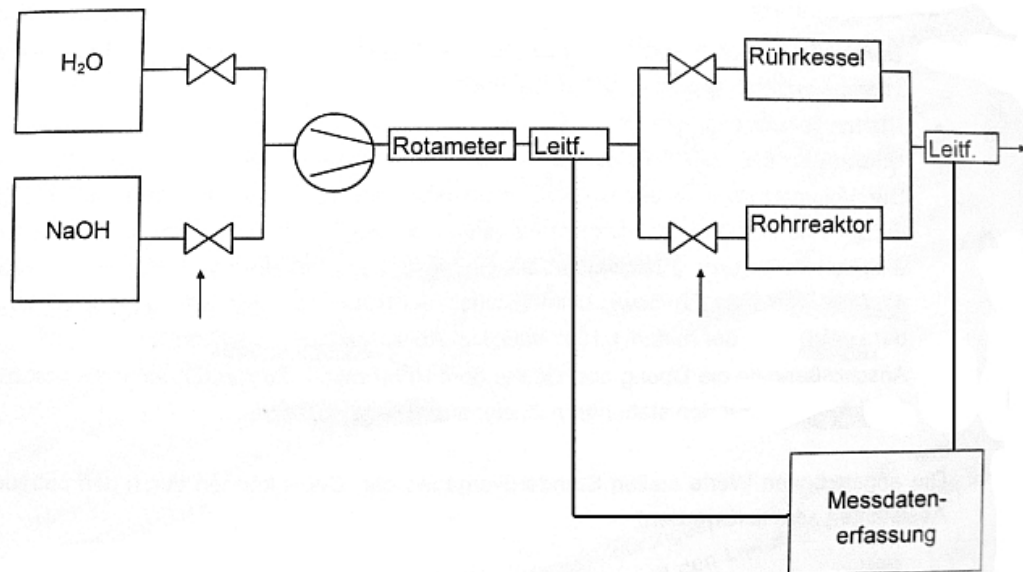 H₂O
NaOH
Rotameter
Leitf.
Rührkessel
Rohrreaktor
Leitf.
Messdaten-
erfassung